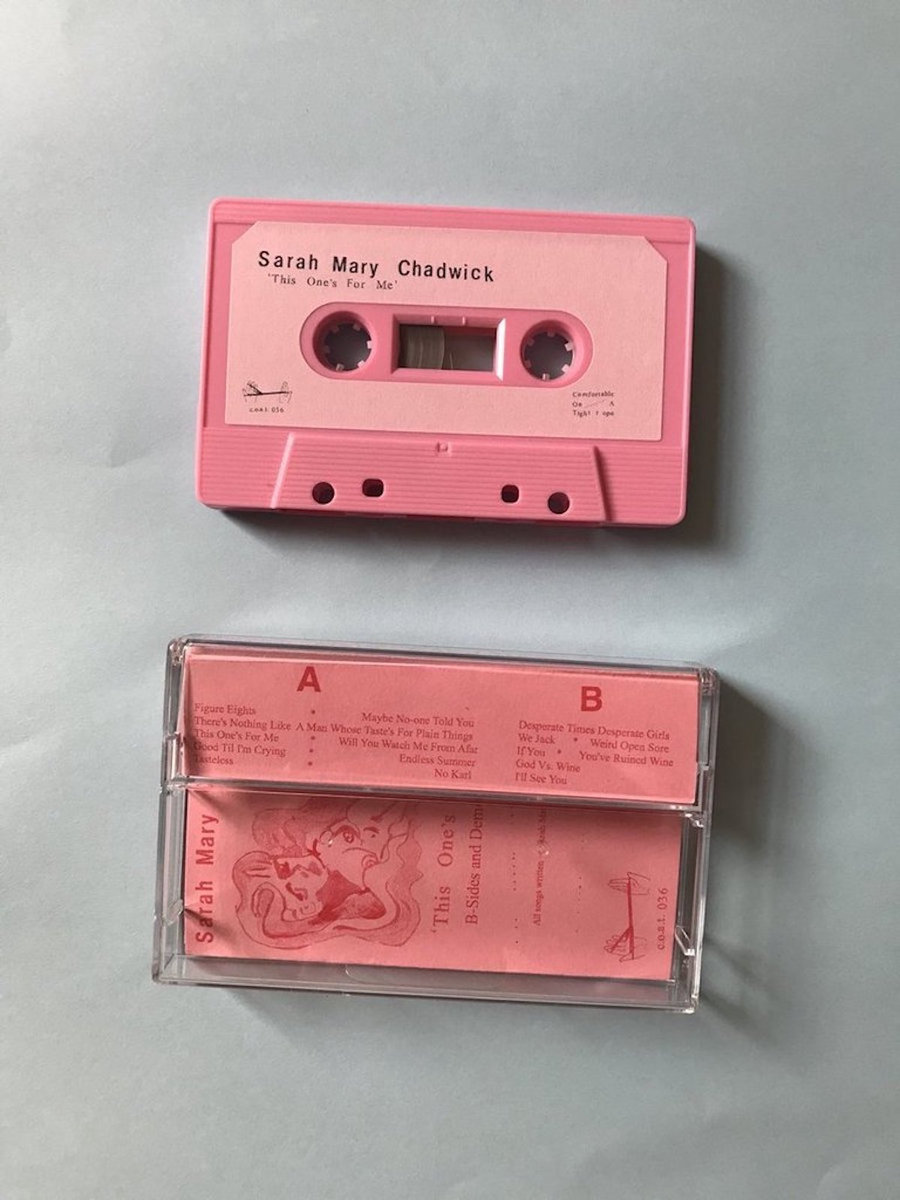 Sarah Mary Chadwick
'This One's For Me'
c.o.a.t. 036
Comfortable
On A
Tight rope
A
Figure Eights
There's Nothing Like A Man Whose Taste's For Plain Things
This One's For Me
Good Til I'm Crying
Tasteless
Maybe No-one Told You
Will You Watch Me From Afar
Endless Summer
No Karl
B
Desperate Times Desperate Girls
We Jack • Weird Open Sore
If You • You've Ruined Wine
God Vs. Wine
I'll See You
Sarah Mary
'This One's
B-Sides and Dem
All songs written
c.o.a.t. 036